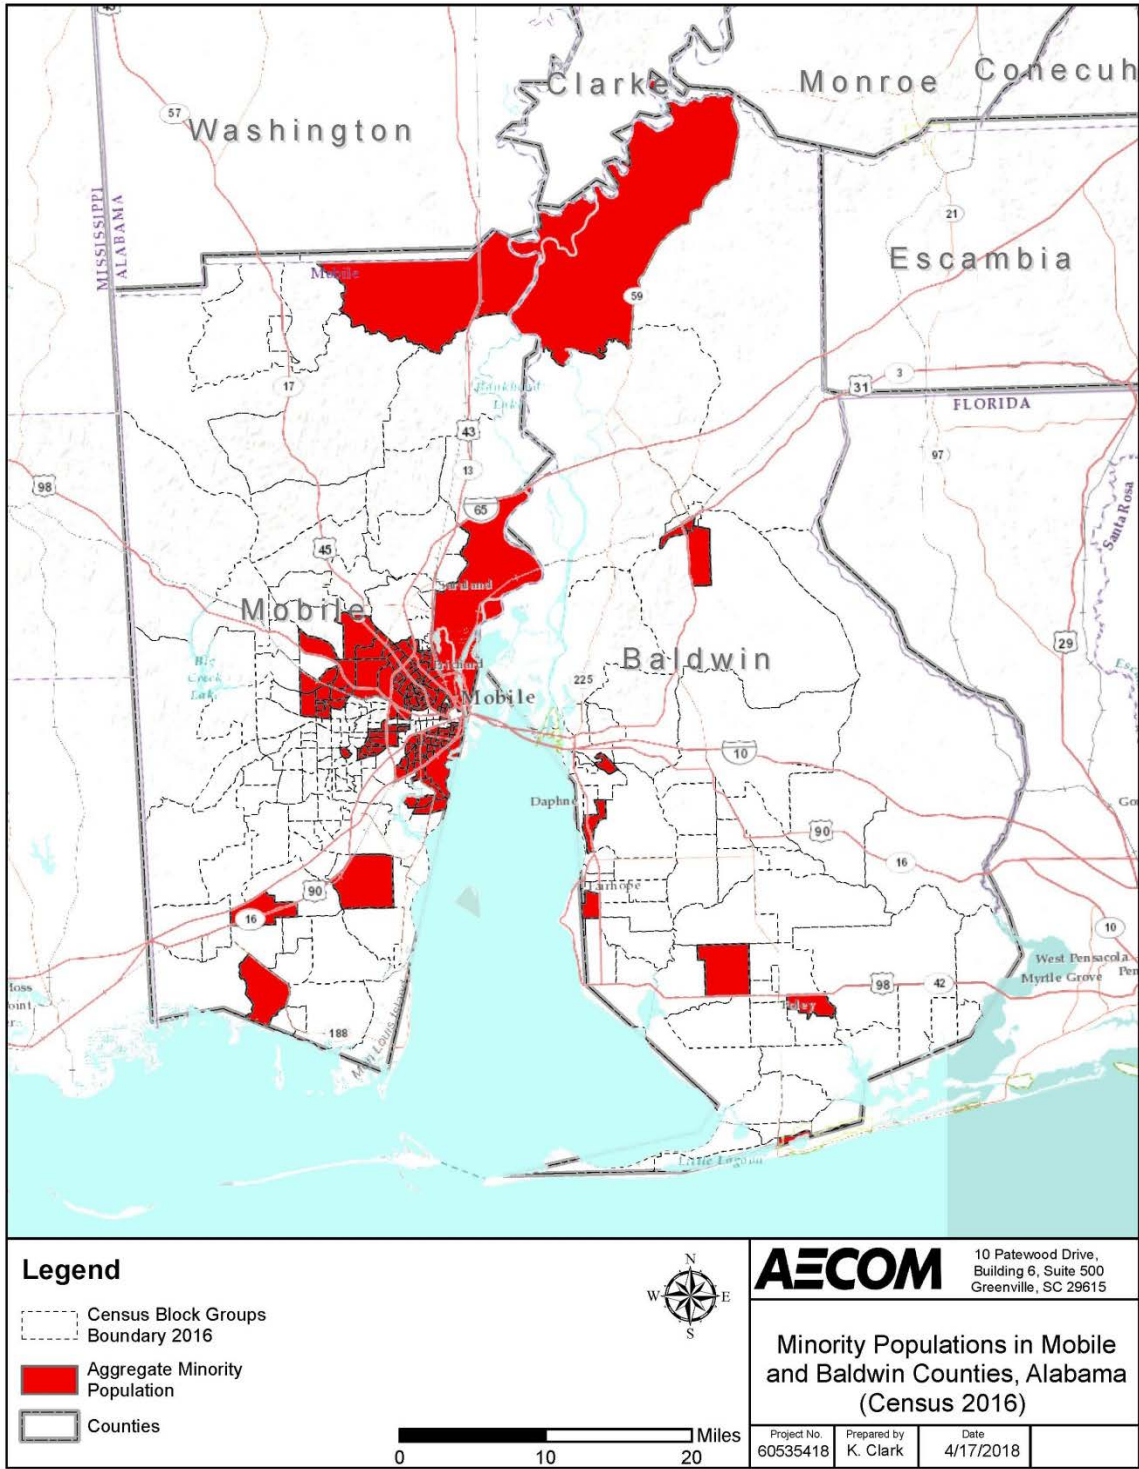 43
Clarke
Monroe
Conecuh
57
Washington
MISSISSIPPI
ALABAMA
21
Escambia
Mobile
59
17
3
31
FLORIDA
43
13
97
98
65
Santa Rosa
45
Saraland
Mobile
29
Big
Creek
Lake
Prichard
Baldwin
225
Mobile
10
Daphne
90
16
Fairhope
90
16
10
West Pensacola
Myrtle Grove
98
42
Foley
188
Little Lagoon
Legend
Census Block Groups
Boundary 2016
Aggregate Minority
Population
Counties
N
W
E
S
0
10
20
Miles
AECOM
10 Patewood Drive,
Building 6, Suite 500
Greenville, SC 29615
Minority Populations in Mobile
and Baldwin Counties, Alabama
(Census 2016)
Project No.
60535418
Prepared by
K. Clark
Date
4/17/2018